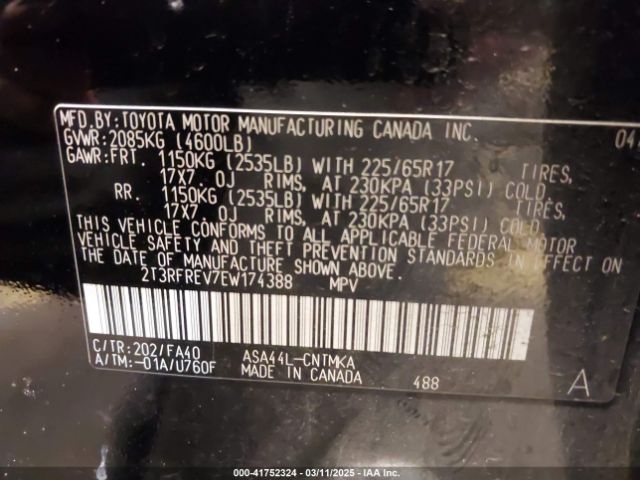 MFD. BY: TOYOTA MOTOR MANUFACTURING CANADA INC. 04
GVWR: 2085KG (4600LB)
GAWR: FRT. 1150KG (2535LB) WITH 225/65R17 TIRES,
17X7. 0J RIMS, AT 230KPA (33PSI) COLD
RR. 1150KG (2535LB) WITH 225/65R17 TIRES,
17X7. 0J RIMS, AT 230KPA (33PSI) COLD
THIS VEHICLE CONFORMS TO ALL APPLICABLE FEDERAL MOTOR
VEHICLE SAFETY AND THEFT PREVENTION STANDARDS IN EFFECT ON
THE DATE OF MANUFACTURE SHOWN ABOVE.
2T3RFREV7EW174388 MPV
C/TR: 202/FA40 ASA44L-CNTMKA
A/TM: -01A/U760F MADE IN CANADA 488 A
000-41752324 - 03/11/2025 - IAA Inc.